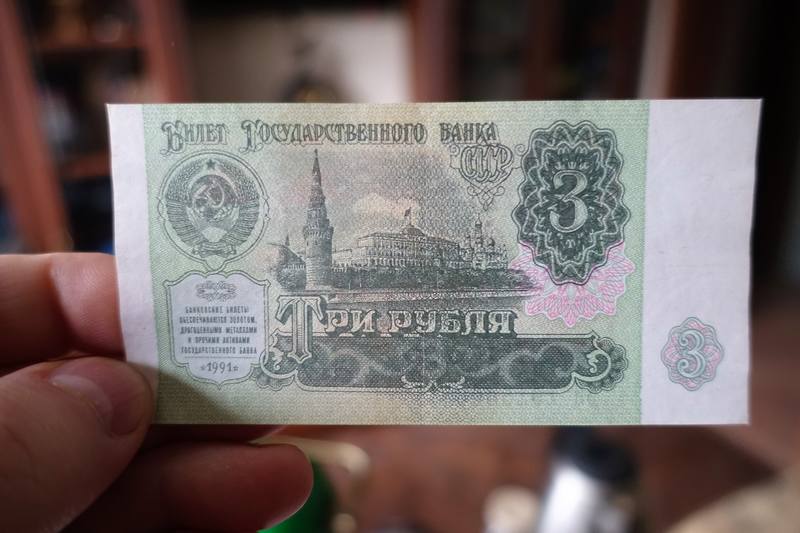 Билет Государственного банка
СССР
3
Три рубля
Банковские билеты
обеспечиваются золотом,
драгоценными металлами
и прочими активами
Государственного банка
*1991*
3